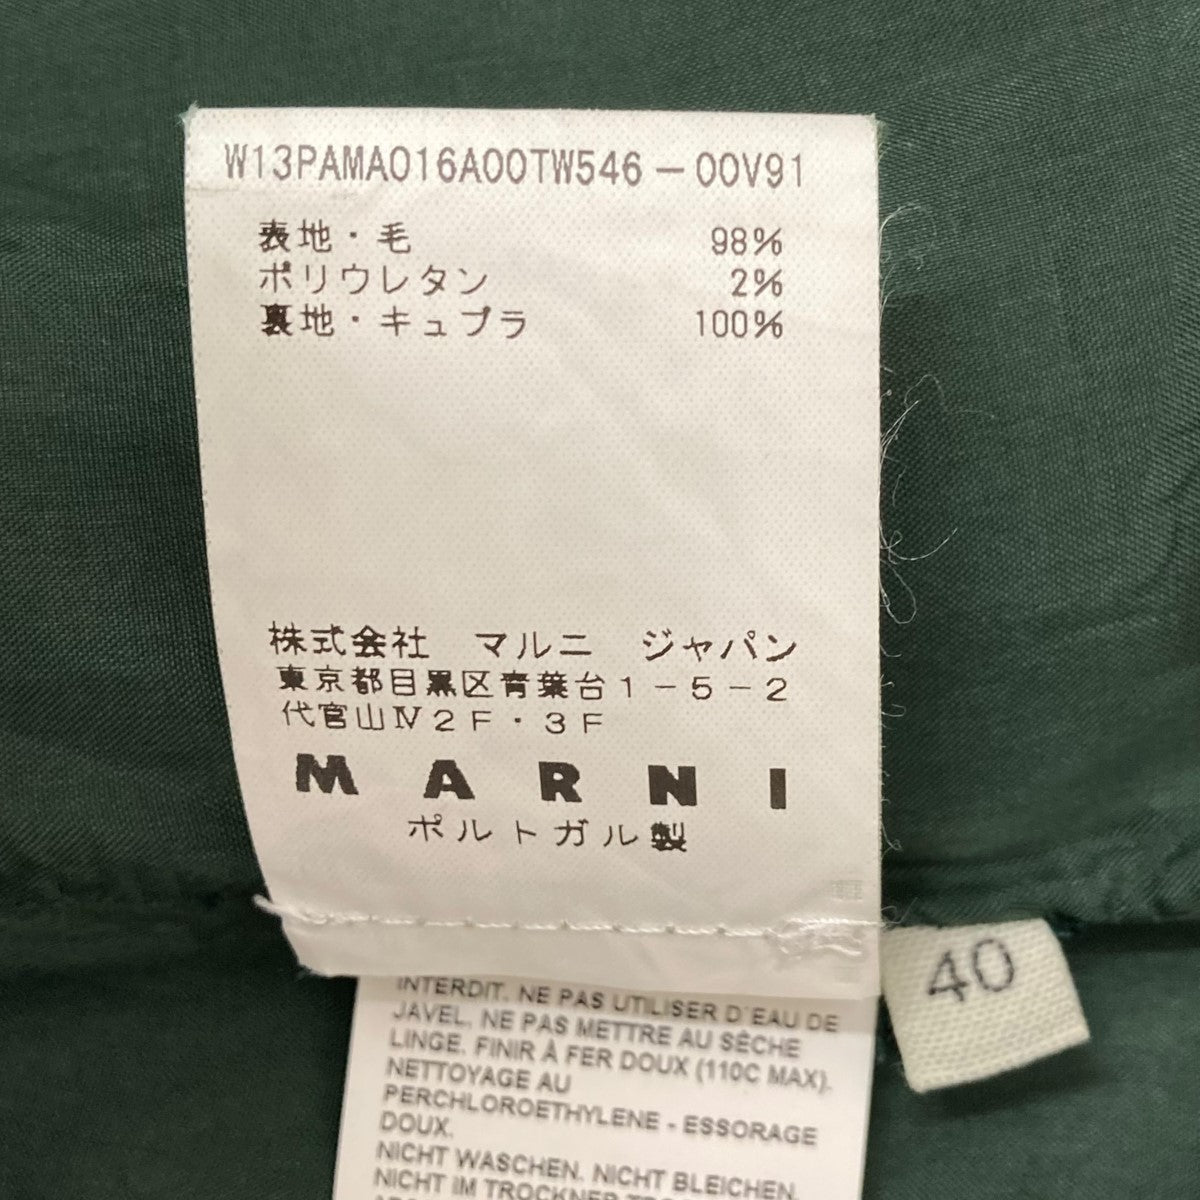 W13PAMA016A00TW546-00V91
表地・毛 98%
ポリウレタン 2%
裏地・キュプラ 100%
株式会社 マルニ ジャパン
東京都目黒区青葉台1-5-2
代官山Ⅳ2F・3F
MARNI
ポルトガル製
40
INTERDIT. NE PAS UTILISER D'EAU DE
JAVEL. NE PAS METTRE AU SÈCHE
LINGE. FINIR À FER DOUX (110C MAX).
NETTOYAGE AU
PERCHLOROETHYLENE - ESSORAGE
DOUX.
NICHT WASCHEN. NICHT BLEICHEN.
NICHT IM TROCKNER